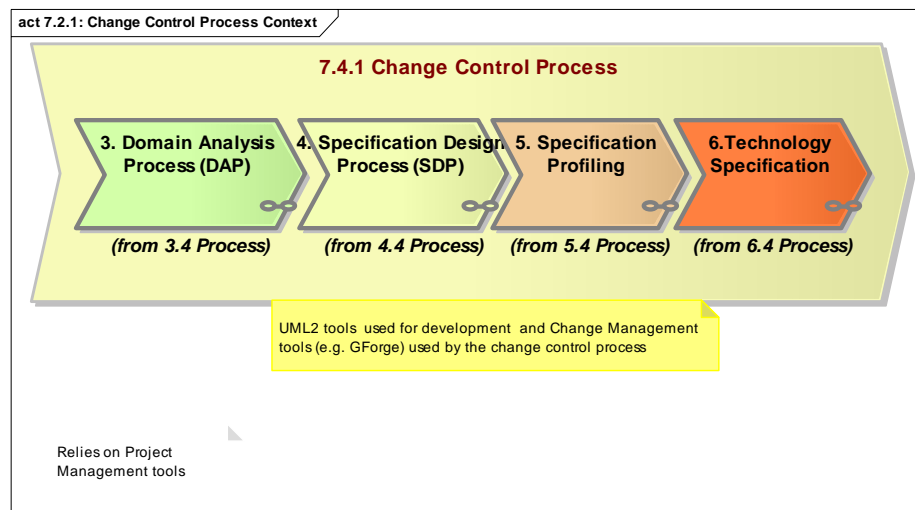 act 7.2.1: Change Control Process Context
7.4.1 Change Control Process
3. Domain Analysis
Process (DAP)
4. Specification Design
Process (SDP)
5. Specification
Profiling
6.Technology
Specification
(from 3.4 Process)
(from 4.4 Process)
(from 5.4 Process)
(from 6.4 Process)
UML2 tools used for development and Change Management
tools (e.g. GForge) used by the change control process
Relies on Project
Management tools